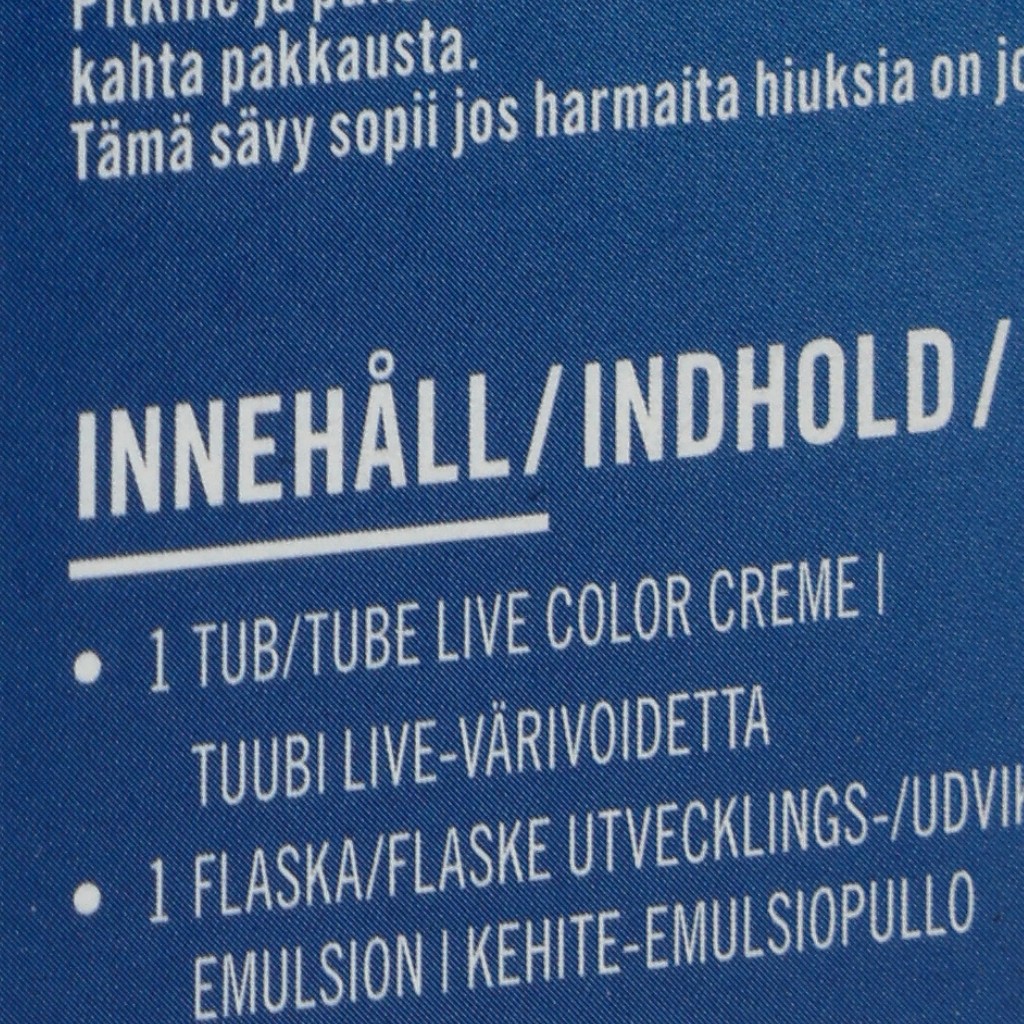 kahta pakkausta.
Tämä sävy sopii jos harmaita hiuksia on
INNEHÅLL/INDHOLD/
• 1 TUB/TUBE LIVE COLOR CREME |
TUUBI LIVE-VÄRIVOIDETTA
• 1 FLASKA/FLASKE UTVECKLINGS-/UDVIK
EMULSION | KEHITE-EMULSIOPULLO